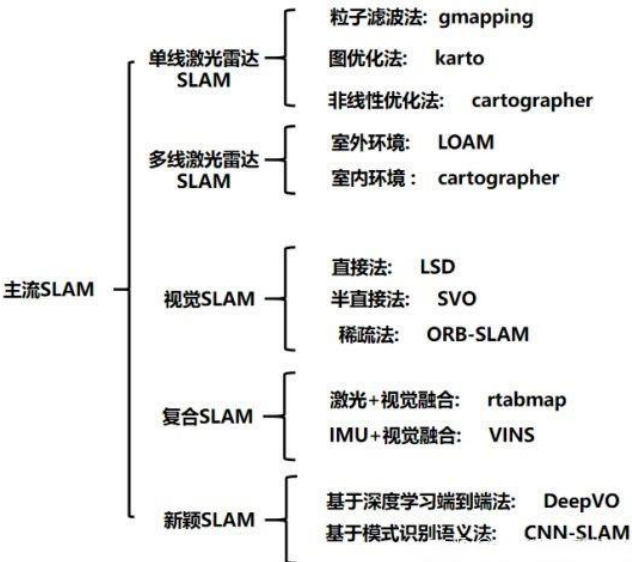 主流SLAM
单线激光雷达
SLAM
粒子滤波法: gmapping
图优化法: karto
非线性优化法: cartographer
多线激光雷达
SLAM
室外环境: LOAM
室内环境: cartographer
视觉SLAM
直接法: LSD
半直接法: SVO
稀疏法: ORB-SLAM
复合SLAM
激光+视觉融合: rtabmap
IMU+视觉融合: VINS
新颖SLAM
基于深度学习端到端法: DeepVO
基于模式识别语义法: CNN-SLAM